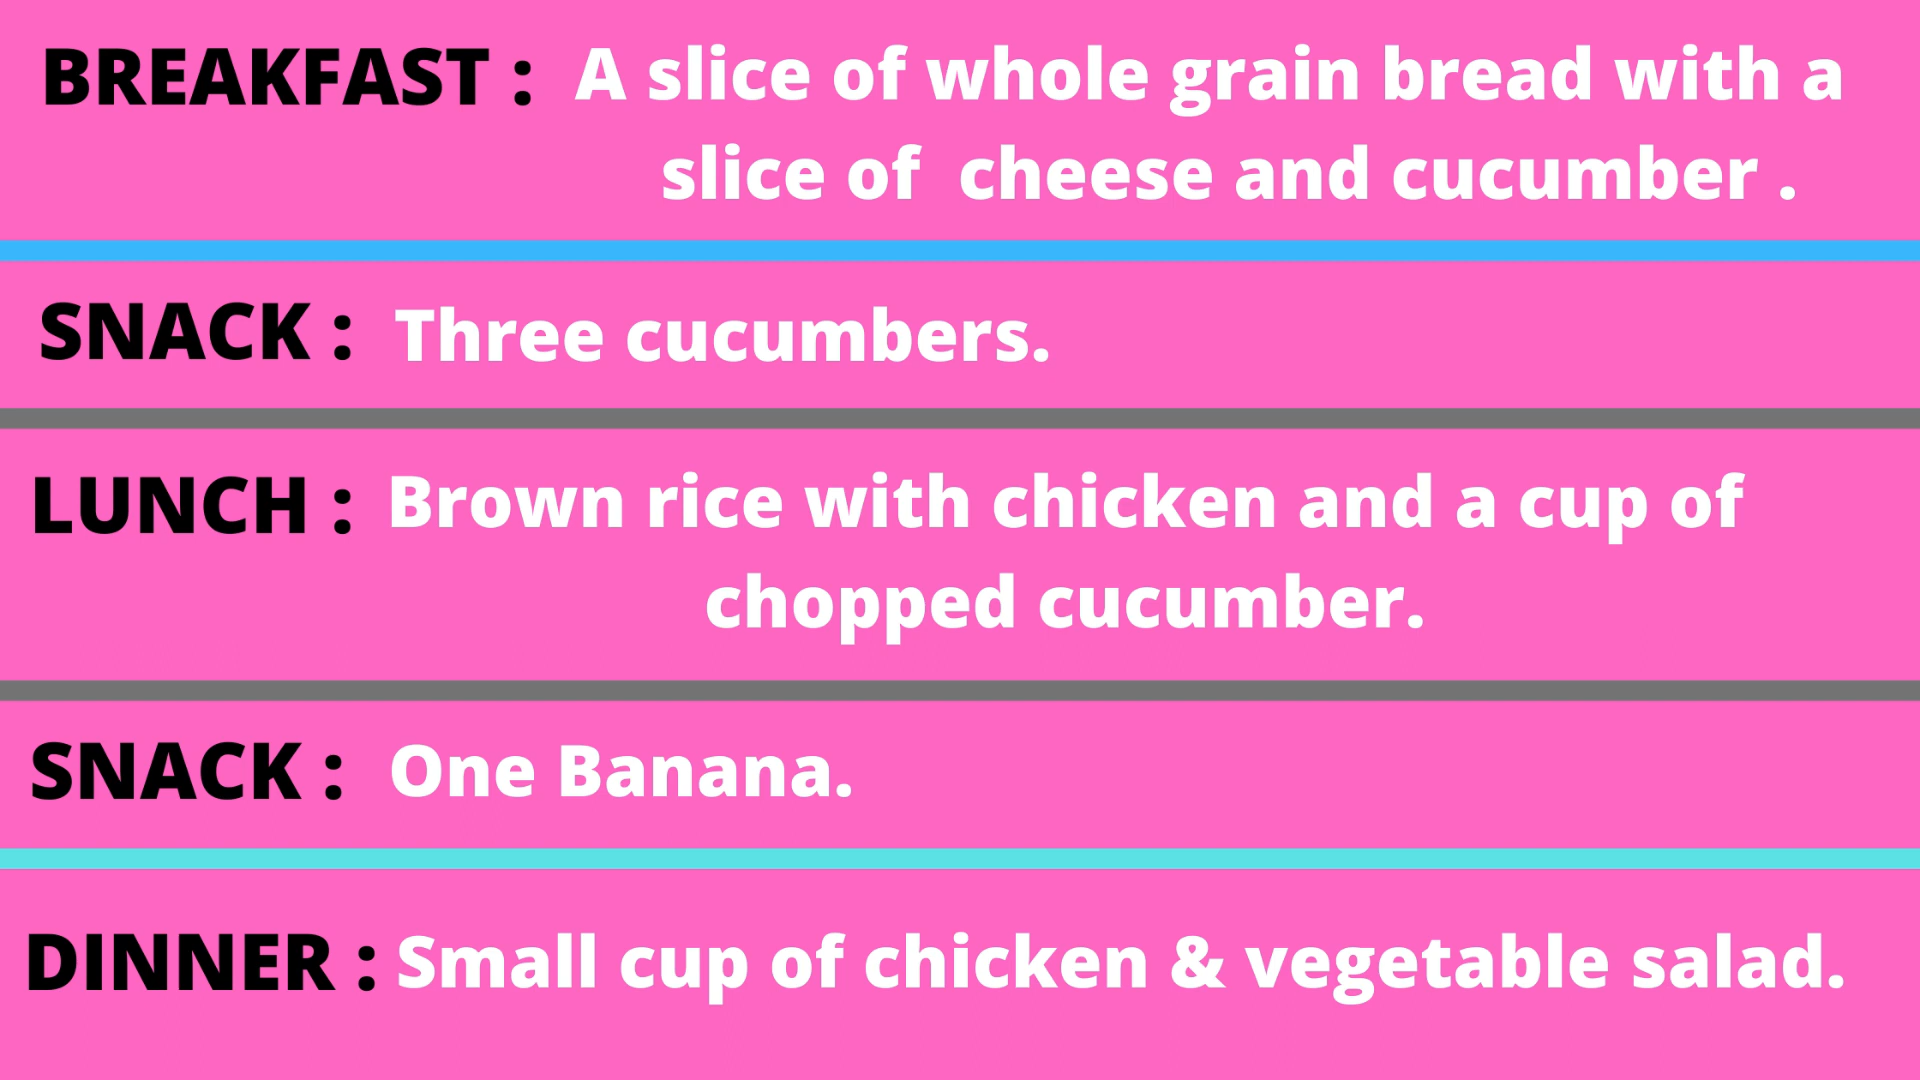 BREAKFAST : A slice of whole grain bread with a
slice of cheese and cucumber .
SNACK : Three cucumbers.
LUNCH : Brown rice with chicken and a cup of
chopped cucumber.
SNACK : One Banana.
DINNER : Small cup of chicken & vegetable salad.